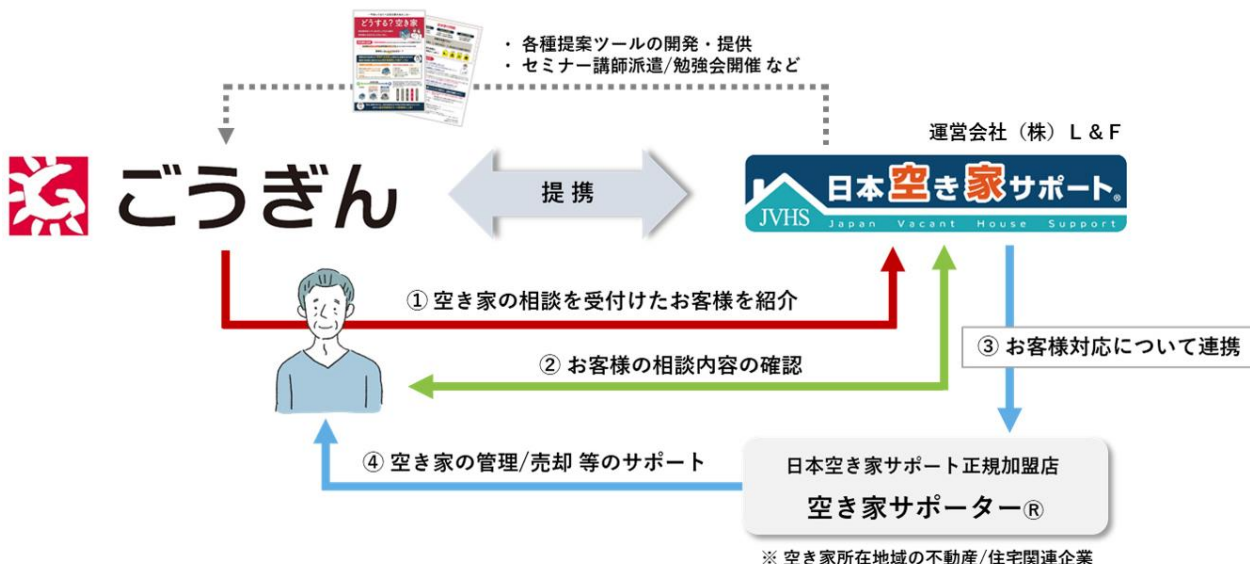 どうする？空き家
・ 各種提案ツールの開発・提供
・ セミナー講師派遣/勉強会開催 など
運営会社（株）Ｌ＆Ｆ
ごうぎん
提携
日本空き家サポート®
JVHS
Japan Vacant House Support
① 空き家の相談を受付けたお客様を紹介
② お客様の相談内容の確認
③ お客様対応について連携
④ 空き家の管理/売却 等のサポート
日本空き家サポート正規加盟店
空き家サポーター®
※ 空き家所在地域の不動産/住宅関連企業